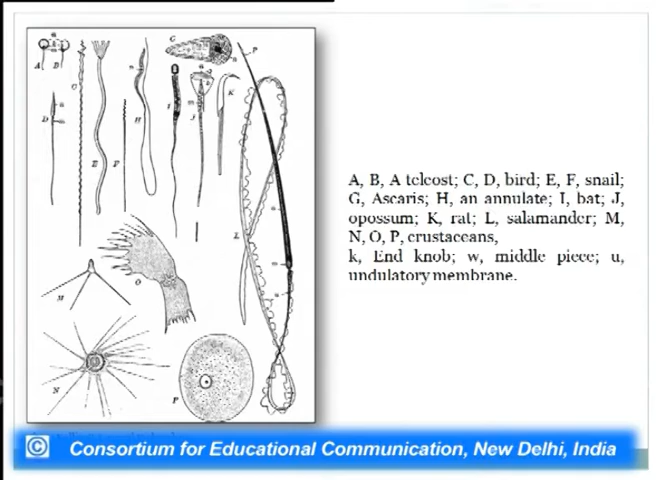 A, B, A teleost; C, D, bird; E, F, snail;
G, Ascaris; H, an annulate; I, bat; J,
opossum; K, rat; L, salamander; M,
N, O, P, crustaceans,
k, End knob; w, middle piece; u,
undulatory membrane.
A
B
C
D
E
F
G
H
I
J
K
L
M
N
O
P
© Consortium for Educational Communication, New Delhi, India